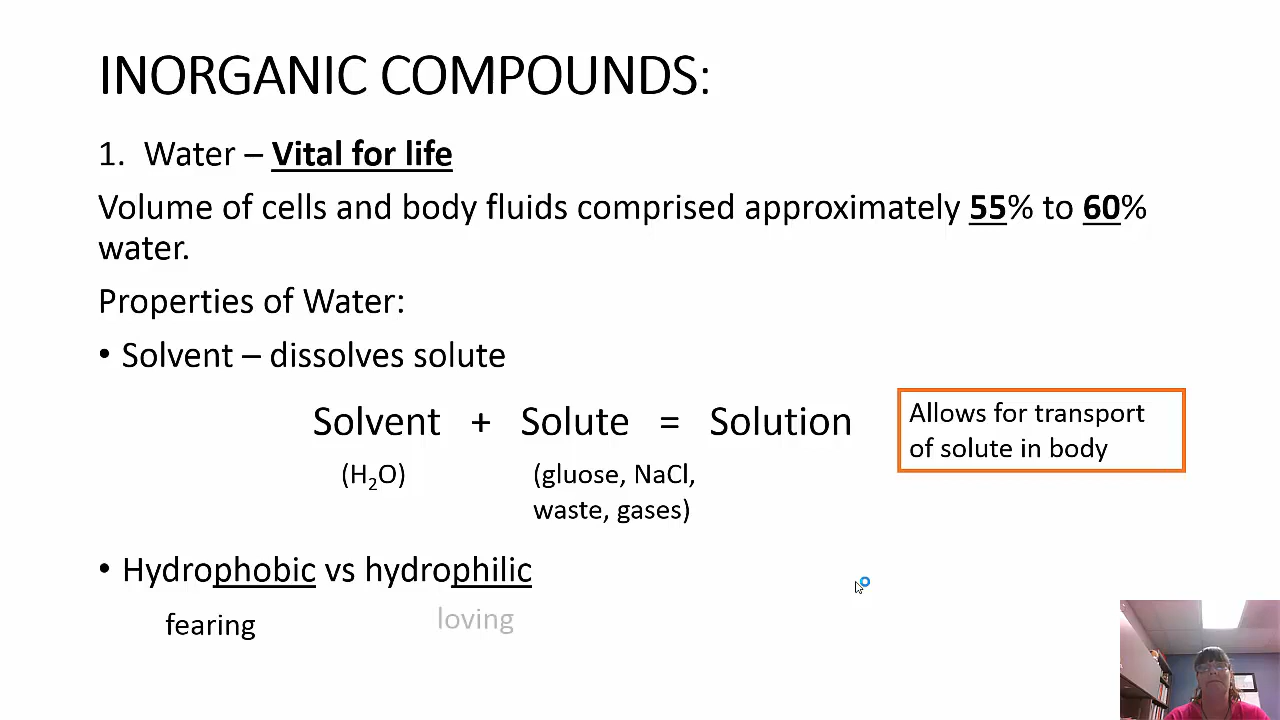 INORGANIC COMPOUNDS:
1. Water – Vital for life
Volume of cells and body fluids comprised approximately 55% to 60%
water.
Properties of Water:
• Solvent – dissolves solute
Solvent + Solute = Solution
(H₂O)
(gluose, NaCl,
waste, gases)
Allows for transport
of solute in body
• Hydrophobic vs hydrophilic
fearing
loving